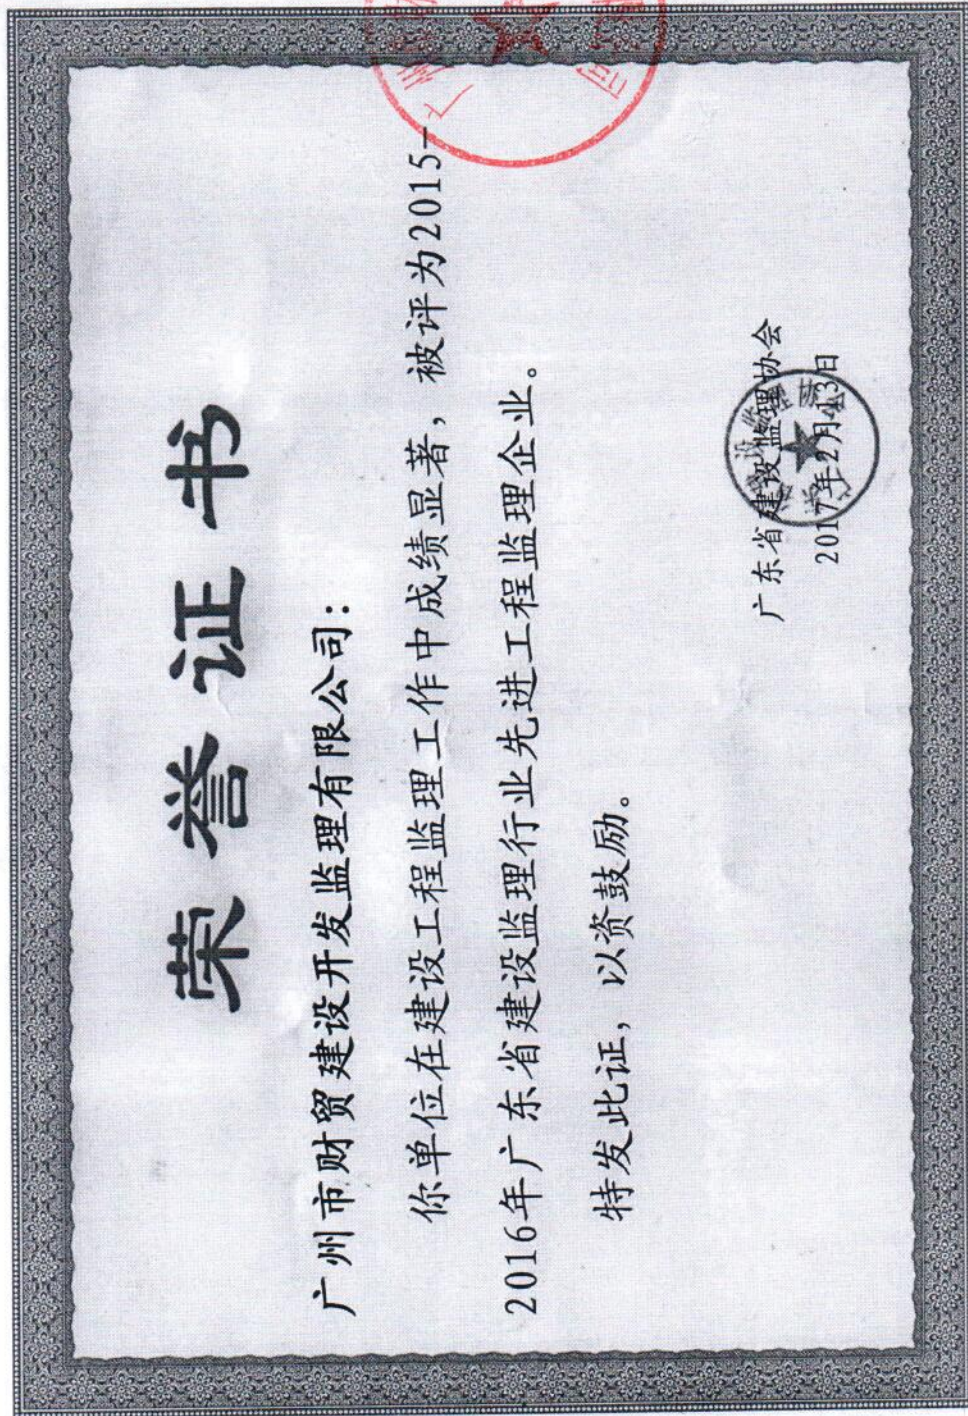 荣誉证书
广州市财贸建设开发监理有限公司：
你单位在建设工程监理工作中成绩显著，被评为2015—
2016年广东省建设监理行业先进工程监理企业。
特发此证，以资鼓励。
广东省建设监理协会
2017年2月13日